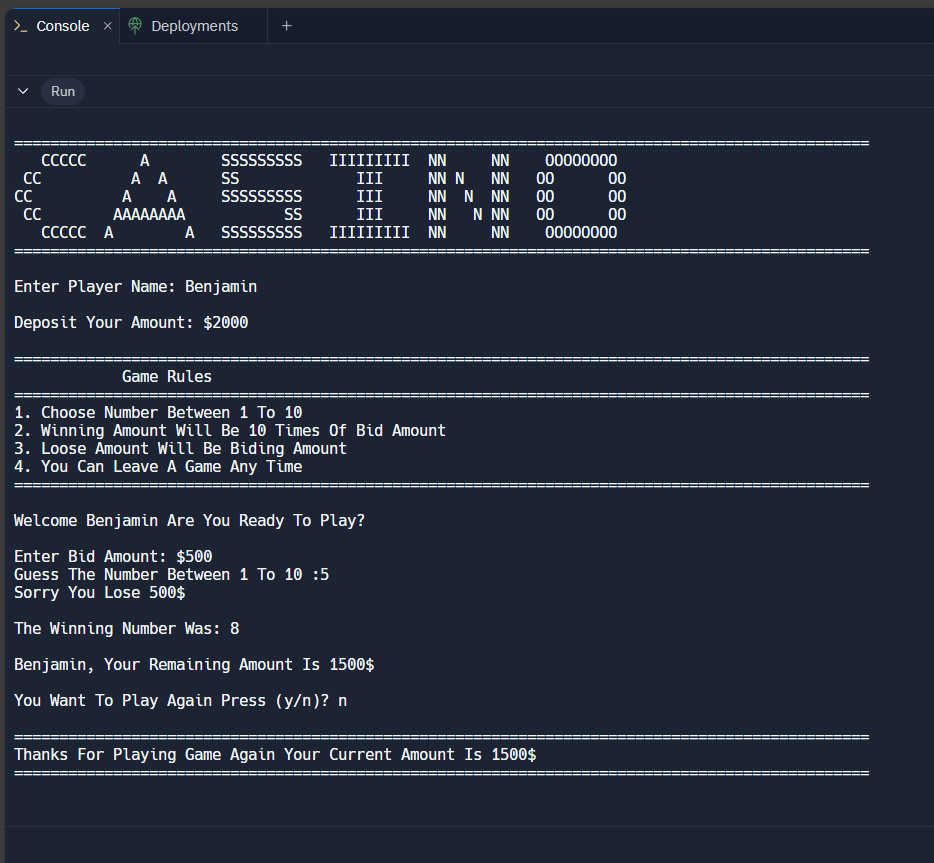 Console
Deployments
Run
===============================================================================================
   CCCCC      A        SSSSSSSSS   IIIIIIIII  NN     NN    OOOOOOOO
 CC          A  A      SS             III     NN N   NN   OO      OO
CC          A    A     SSSSSSSSS      III     NN  N  NN   OO      OO
 CC        AAAAAAAA           SS      III     NN   N NN   OO      OO
   CCCCC  A        A   SSSSSSSSS   IIIIIIIII  NN     NN    OOOOOOOO
===============================================================================================
Enter Player Name: Benjamin
Deposit Your Amount: $2000
===============================================================================================
            Game Rules
===============================================================================================
1. Choose Number Between 1 To 10
2. Winning Amount Will Be 10 Times Of Bid Amount
3. Loose Amount Will Be Biding Amount
4. You Can Leave A Game Any Time
===============================================================================================
Welcome Benjamin Are You Ready To Play?
Enter Bid Amount: $500
Guess The Number Between 1 To 10 :5
Sorry You Lose 500$
The Winning Number Was: 8
Benjamin, Your Remaining Amount Is 1500$
You Want To Play Again Press (y/n)? n
===============================================================================================
Thanks For Playing Game Again Your Current Amount Is 1500$
===============================================================================================